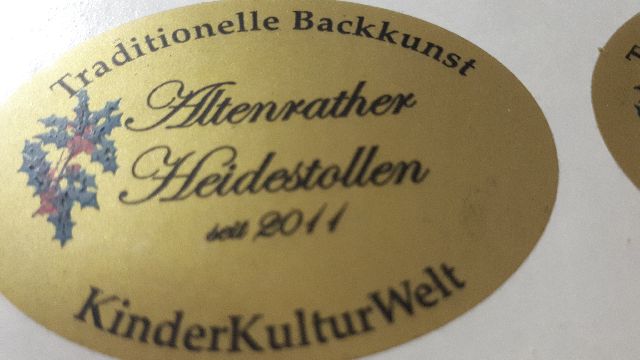 Traditionelle Backkunst
Altenrather
Heidestollen
seit 2011
KinderKulturWelt